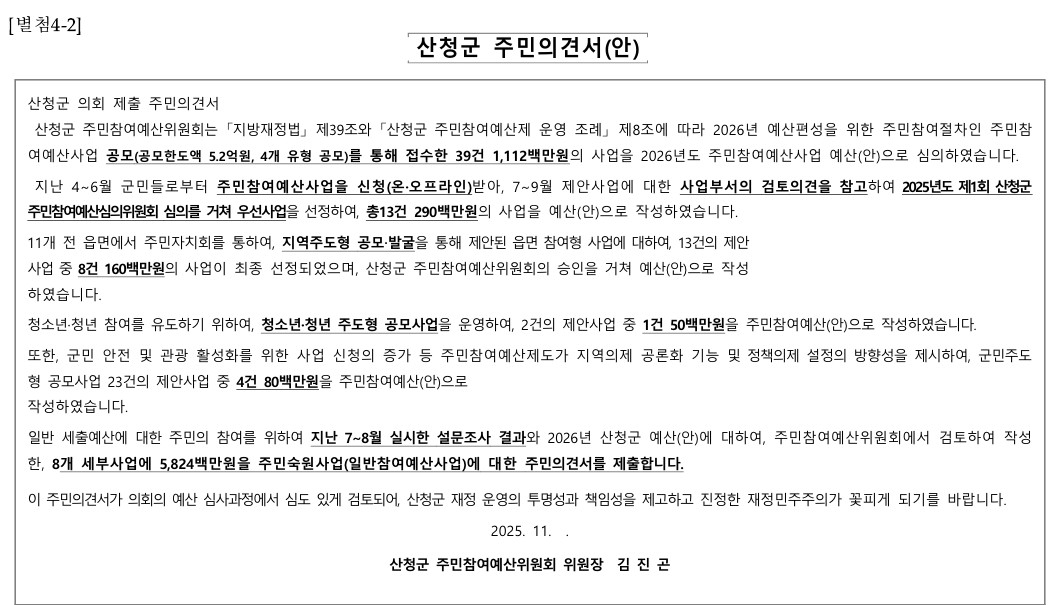 [별첨4-2]
산청군 주민의견서(안)
산청군 의회 제출 주민의견서
산청군 주민참여예산위원회는「지방재정법」제39조와「산청군 주민참여예산제 운영 조례」제8조에 따라 2026년 예산편성을 위한 주민참여절차인 주민참
여예산사업 공모(공모한도액 5.2억원, 4개 유형 공모)를 통해 접수한 39건 1,112백만원의 사업을 2026년도 주민참여예산사업 예산(안)으로 심의하였습니다.
지난 4~6월 군민들로부터 주민참여예산사업을 신청(온·오프라인)받아, 7~9월 제안사업에 대한 사업부서의 검토의견을 참고하여 2025년도 제1회 산청군
주민참여예산심의위원회 심의를 거쳐 우선사업을 선정하여, 총13건 290백만원의 사업을 예산(안)으로 작성하였습니다.
11개 전 읍면에서 주민자치회를 통하여, 지역주도형 공모·발굴을 통해 제안된 읍면 참여형 사업에 대하여, 13건의 제안
사업 중 8건 160백만원의 사업이 최종 선정되었으며, 산청군 주민참여예산위원회의 승인을 거쳐 예산(안)으로 작성
하였습니다.
청소년·청년 참여를 유도하기 위하여, 청소년·청년 주도형 공모사업을 운영하여, 2건의 제안사업 중 1건 50백만원을 주민참여예산(안)으로 작성하였습니다.
또한, 군민 안전 및 관광 활성화를 위한 사업 신청의 증가 등 주민참여예산제도가 지역의제 공론화 기능 및 정책의제 설정의 방향성을 제시하여, 군민주도
형 공모사업 23건의 제안사업 중 4건 80백만원을 주민참여예산(안)으로
작성하였습니다.
일반 세출예산에 대한 주민의 참여를 위하여 지난 7~8월 실시한 설문조사 결과와 2026년 산청군 예산(안)에 대하여, 주민참여예산위원회에서 검토하여 작성
한, 8개 세부사업에 5,824백만원을 주민숙원사업(일반참여예산사업)에 대한 주민의견서를 제출합니다.
이 주민의견서가 의회의 예산 심사과정에서 심도 있게 검토되어, 산청군 재정 운영의 투명성과 책임성을 제고하고 진정한 재정민주주의가 꽃피게 되기를 바랍니다.
2025. 11. .
산청군 주민참여예산위원회 위원장 김 진 곤